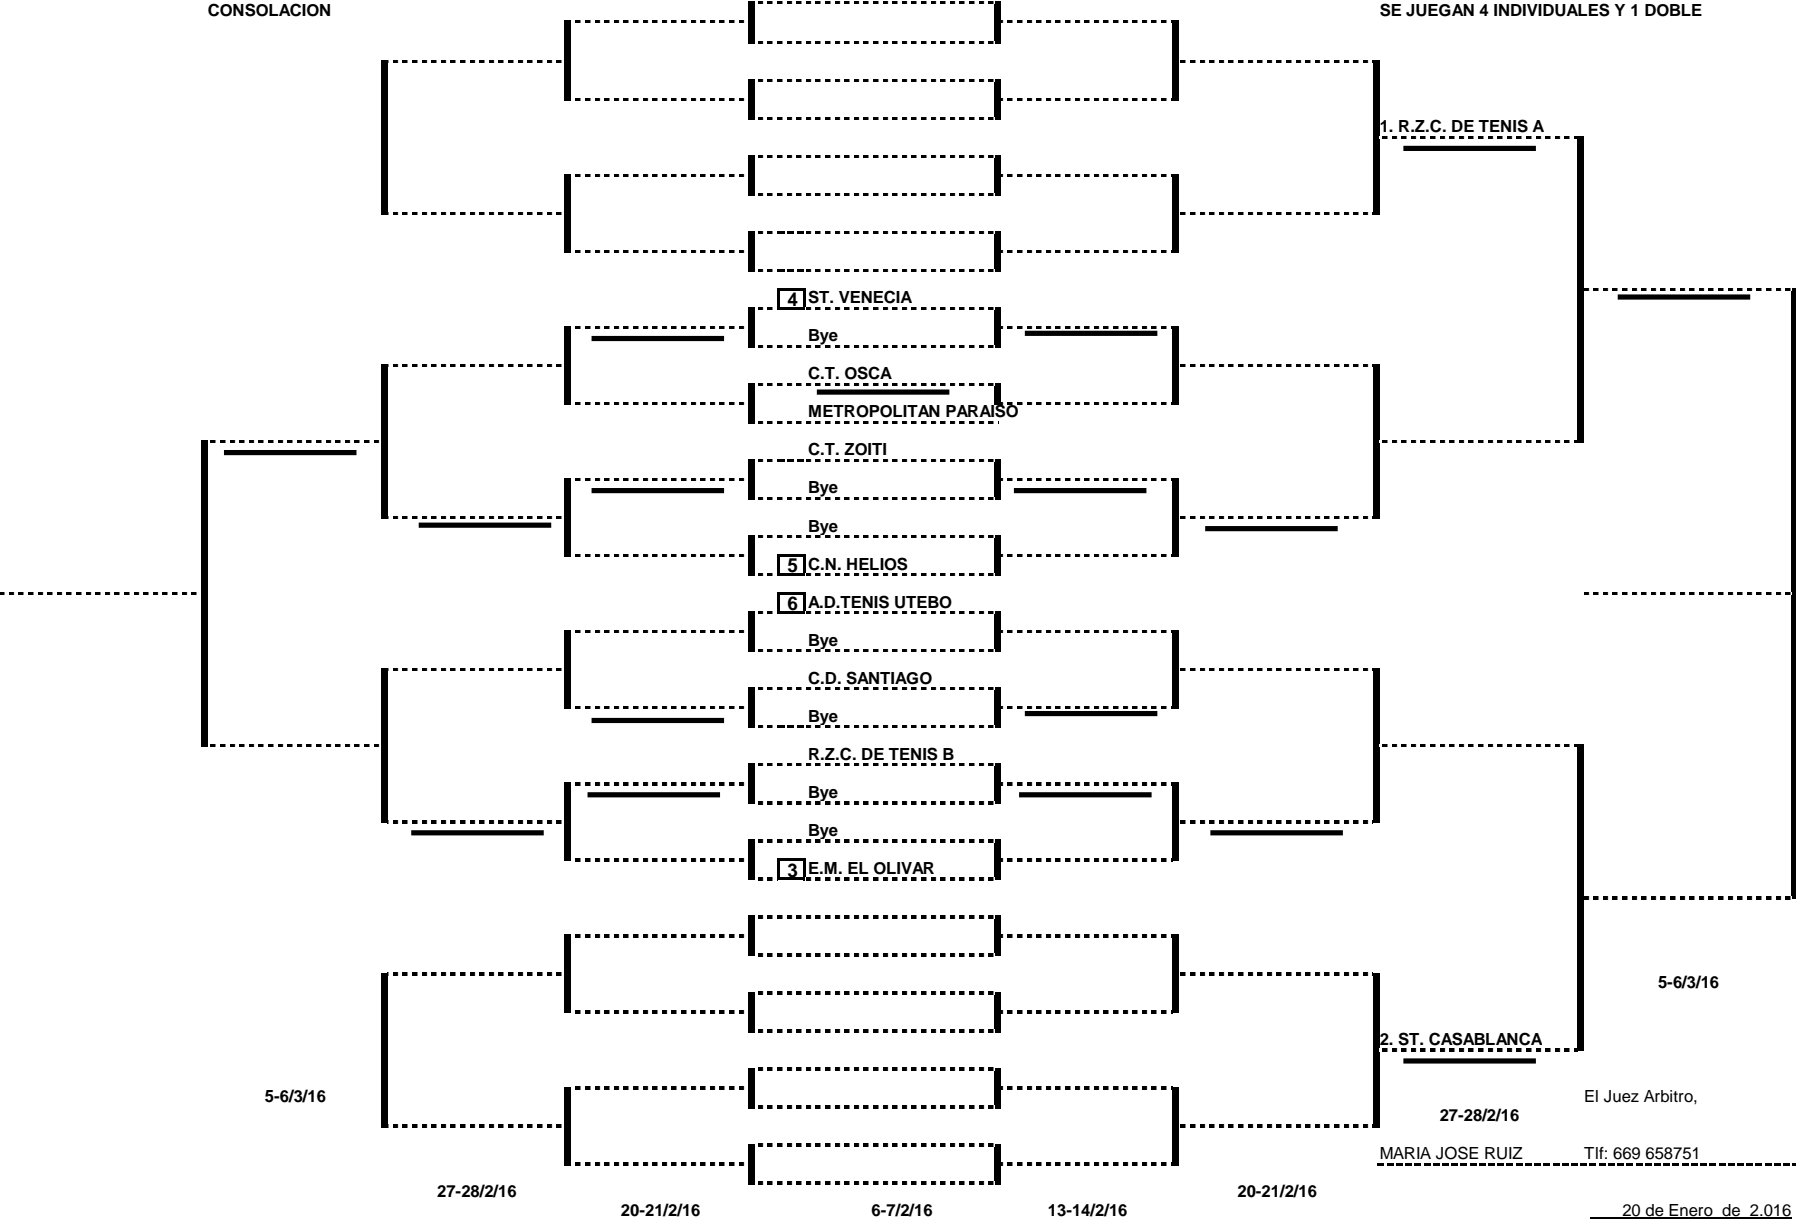 CONSOLACION
SE JUEGAN 4 INDIVIDUALES Y 1 DOBLE
1. R.Z.C. DE TENIS A
4 ST. VENECIA
Bye
C.T. OSCA
METROPOLITAN PARAISO
C.T. ZOITI
Bye
Bye
5 C.N. HELIOS
6 A.D.TENIS UTEBO
Bye
C.D. SANTIAGO
Bye
R.Z.C. DE TENIS B
Bye
Bye
3 E.M. EL OLIVAR
5-6/3/16
2. ST. CASABLANCA
5-6/3/16
El Juez Arbitro,
27-28/2/16
MARIA JOSE RUIZ
Tlf: 669 658751
27-28/2/16
20-21/2/16
20-21/2/16
6-7/2/16
13-14/2/16
20 de Enero de 2.016